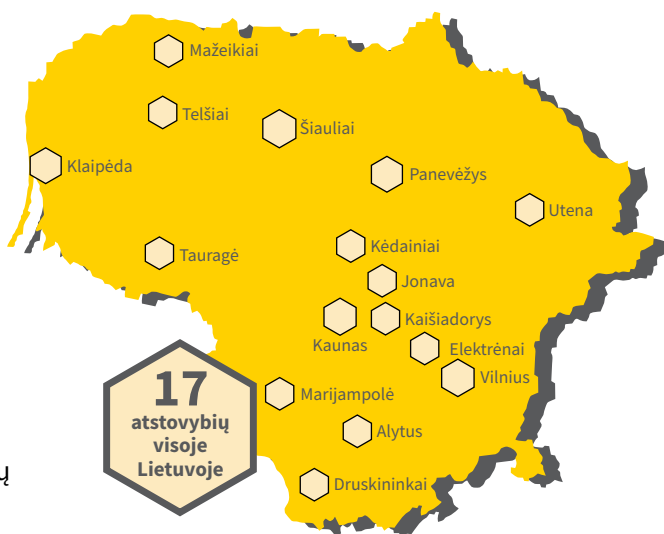 Mažeikiai
Telšiai
Šiauliai
Klaipėda
Panevėžys
Utena
Tauragė
Kėdainiai
Jonava
Kaišiadorys
Kaunas
Elektrėnai
Vilnius
Marijampolė
Alytus
Druskininkai
17
atstovybių
visoje
Lietuvoje
ų